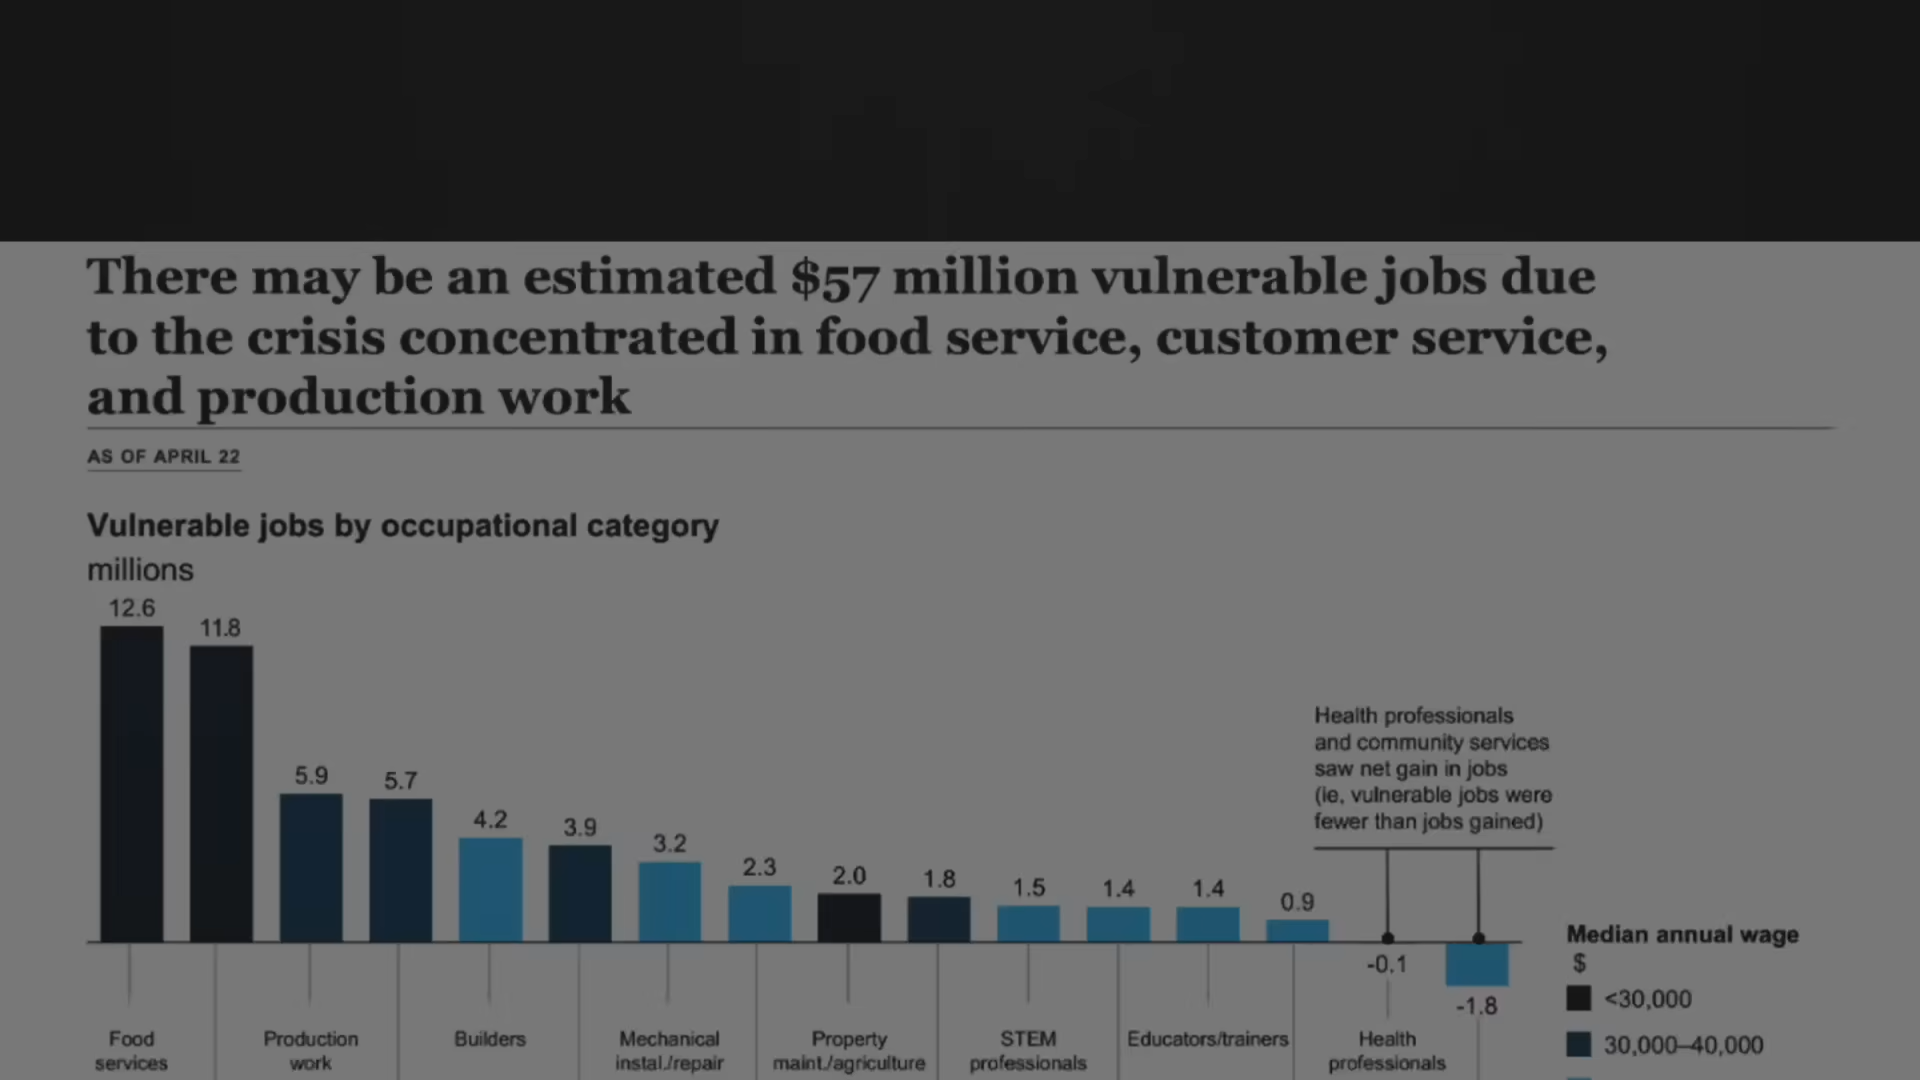 There may be an estimated $57 million vulnerable jobs due
to the crisis concentrated in food service, customer service,
and production work
AS OF APRIL 22
Vulnerable jobs by occupational category
millions
12.6
11.8
5.9
5.7
4.2
3.9
3.2
2.3
2.0
1.8
1.5
1.4
1.4
0.9
Health professionals
and community services
saw net gain in jobs
(ie, vulnerable jobs were
fewer than jobs gained)
-0.1
-1.8
Food
services
Production
work
Builders
Mechanical
instal./repair
Property
maint./agriculture
STEM
professionals
Educators/trainers
Health
professionals
Median annual wage
$
<30,000
30,000–40,000